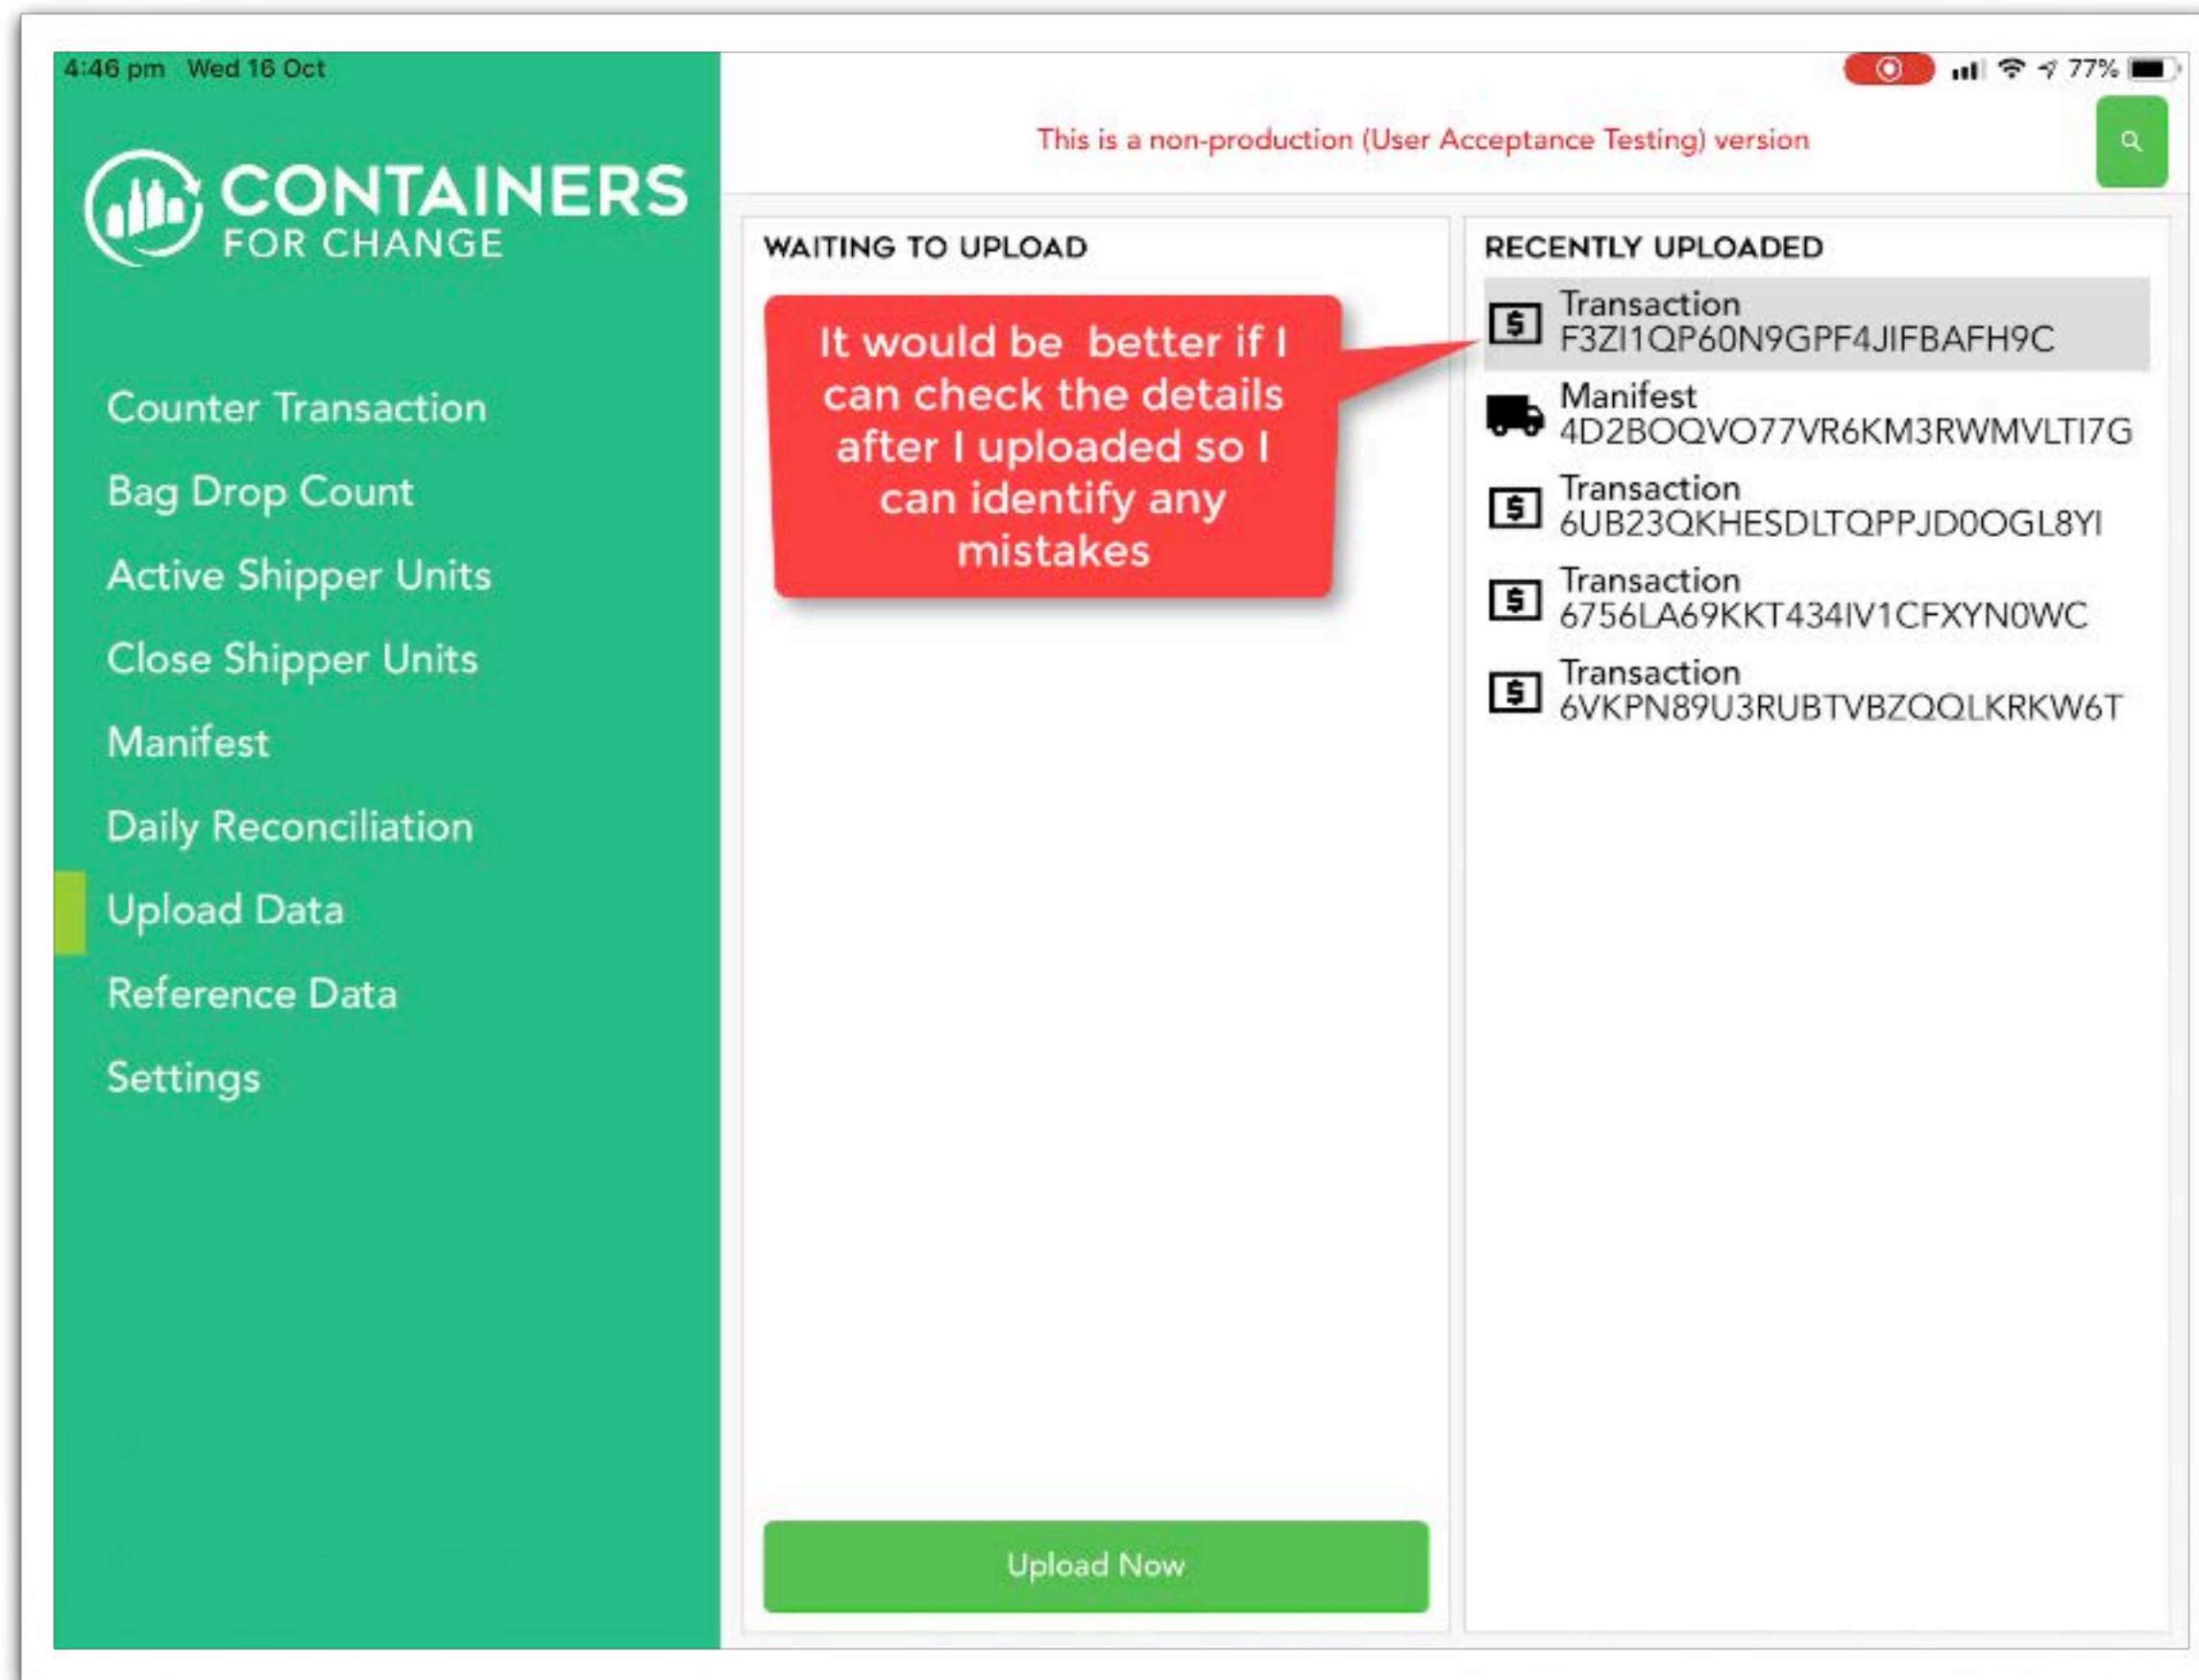 4:46 pm Wed 16 Oct
77%
CONTAINERS
FOR CHANGE
This is a non-production (User Acceptance Testing) version
Counter Transaction
Bag Drop Count
Active Shipper Units
Close Shipper Units
Manifest
Daily Reconciliation
Upload Data
Reference Data
Settings
WAITING TO UPLOAD
It would be better if I
can check the details
after I uploaded so I
can identify any
mistakes
Upload Now
RECENTLY UPLOADED
Transaction
F3ZI1QP60N9GPF4JIFBAFH9C
Manifest
4D2BOQVO77VR6KM3RWMVLTI7G
Transaction
6UB23QKHESDLTQPPJD0OGL8YI
Transaction
6756LA69KKT434IV1CFXYN0WC
Transaction
6VKPN89U3RUBTVBZQQLKRKW6T